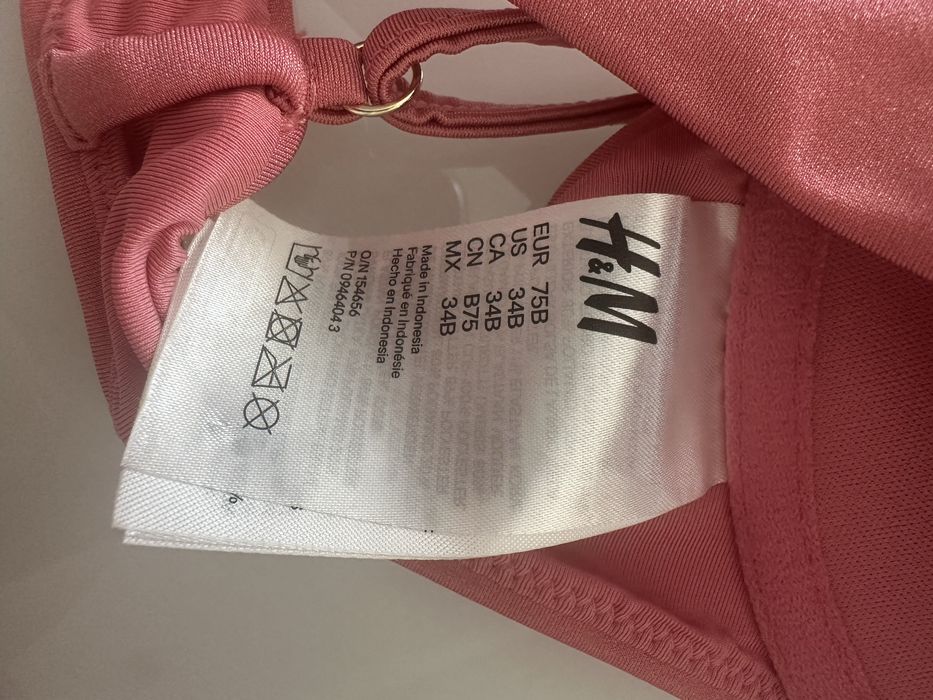 H&M
EUR 75B
US 34B
CA 34B
CN B75
MX 34B
Made in Indonesia
Fabriqué en Indonésie
Hecho en Indonesia
O/N 154656
P/N 0946404 3
%